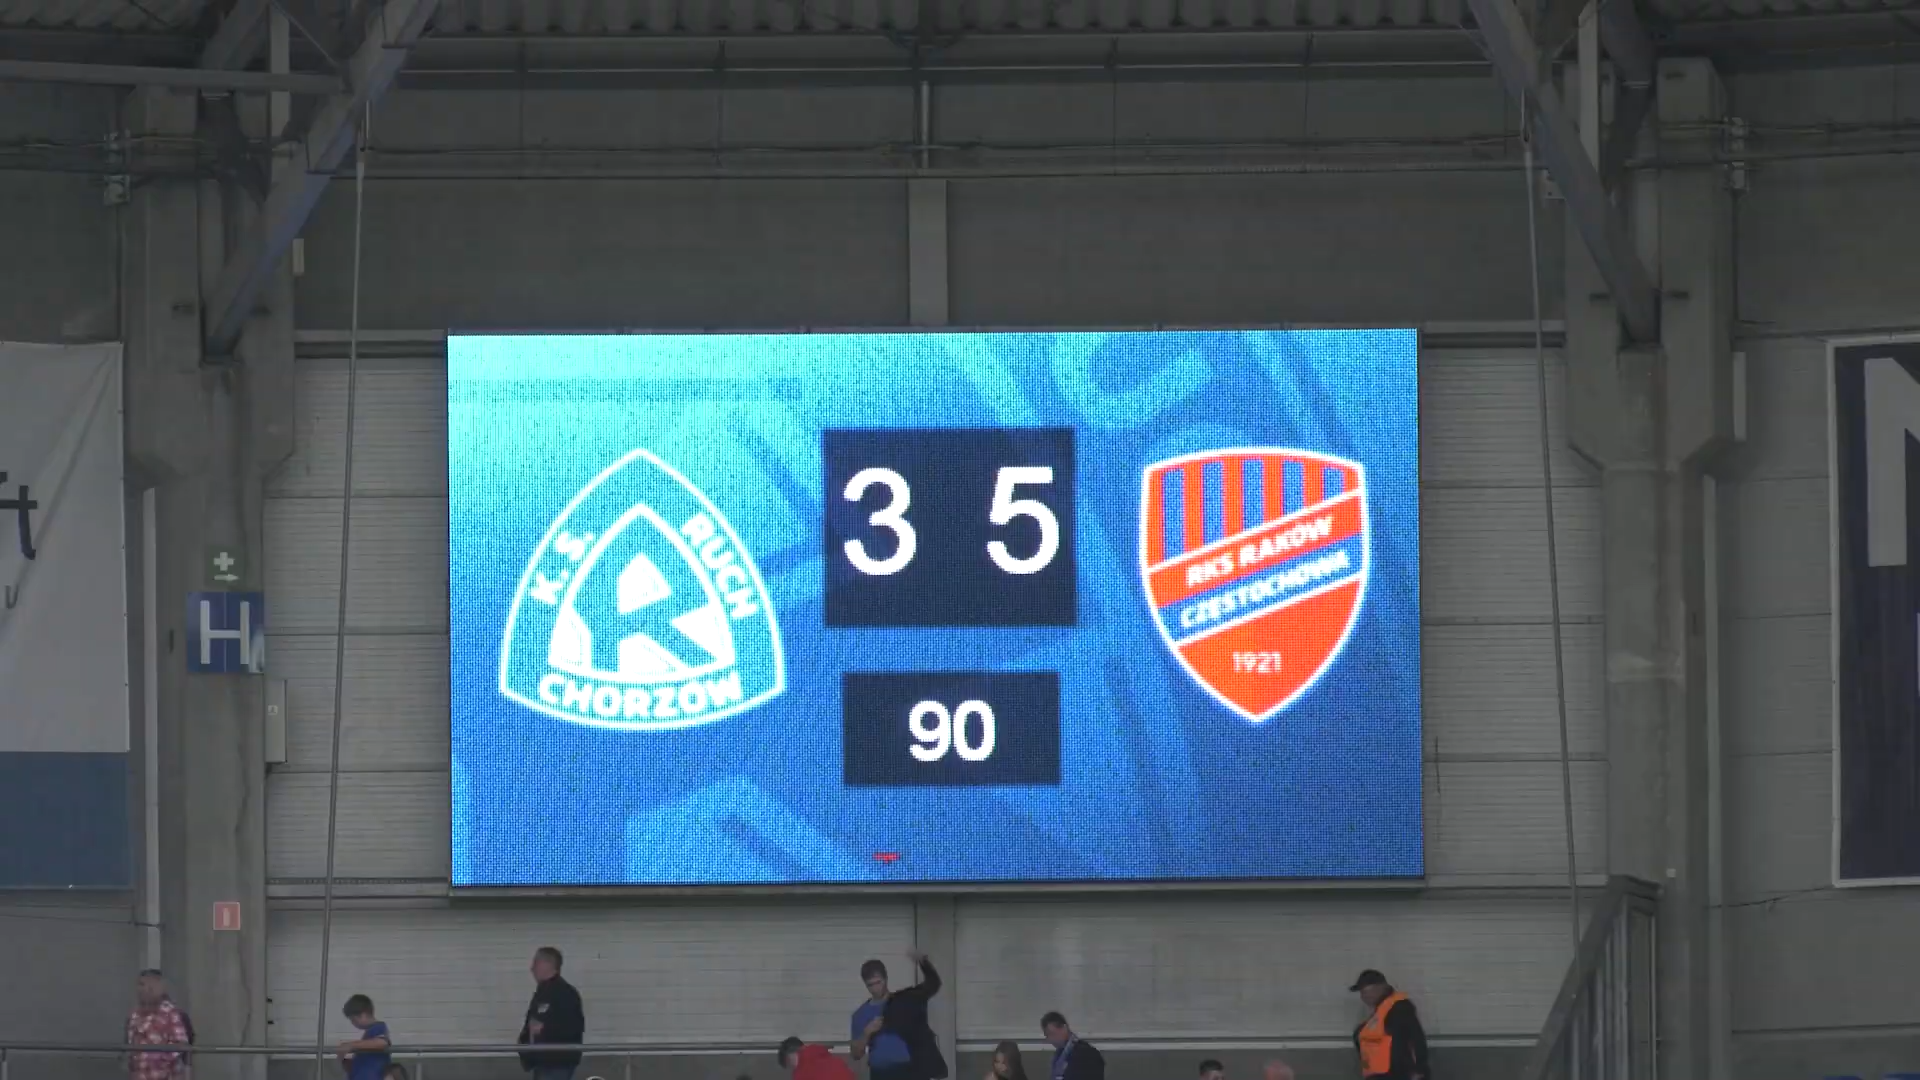 3 5
K.S. RUCH
CHORZÓW
RKS RAKÓW
CZĘSTOCHOWA
1921
90
H